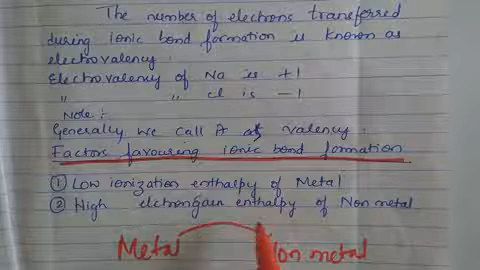 The number of electrons transferred
during ionic bond formation is known as
electrovalency.
Electrovalency of Na is +1
" " cl is -1
Note:-
Generally we call it as valency.
Factors favouring ionic bond formation
① Low ionization enthalpy of Metal
② High elctrongain enthalpy of Non metal
Metal on metal